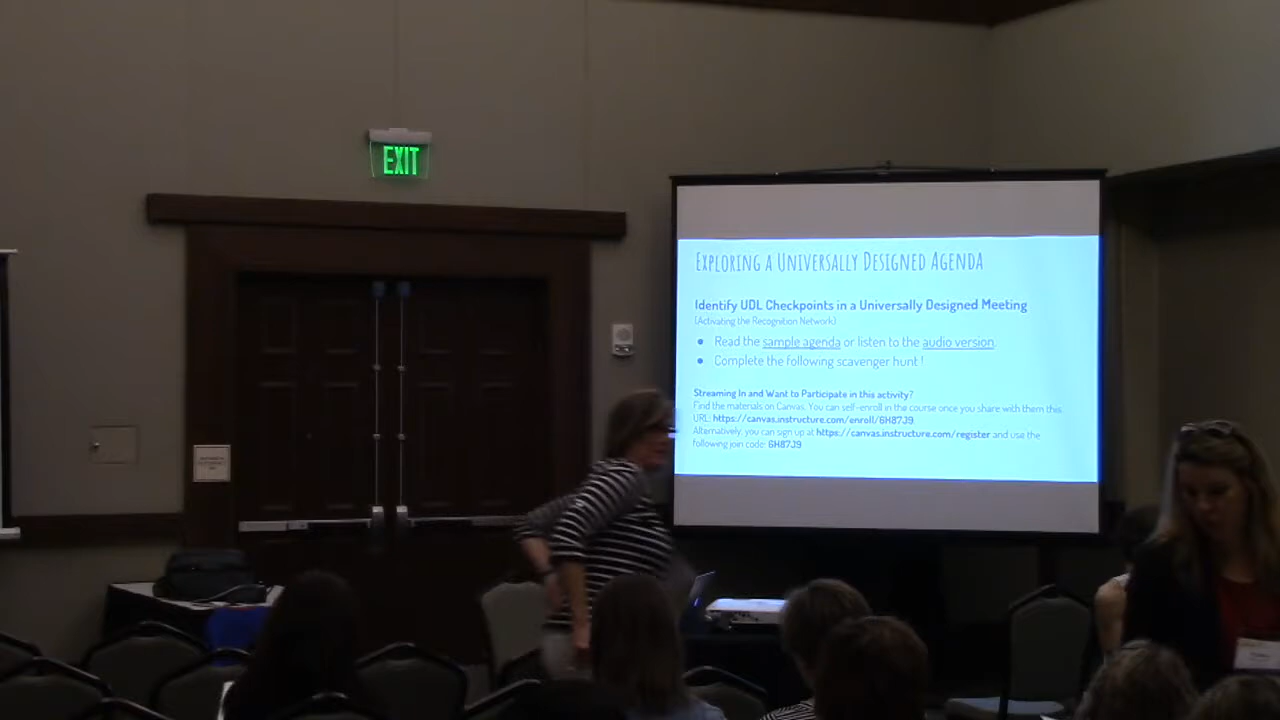 EXIT
EXPLORING A UNIVERSALLY DESIGNED AGENDA
Identify UDL Checkpoints in a Universally Designed Meeting
(Activating the Recognition Network)
● Read the sample agenda or listen to the audio version.
● Complete the following scavenger hunt !
Streaming In and Want to Participate in this activity?
Find the materials on Canvas. You can self-enroll in the course once you share with them this
URL: https://canvas.instructure.com/enroll/6H87J9
Alternatively, you can sign up at https://canvas.instructure.com/register and use the
following join code: 6H87J9